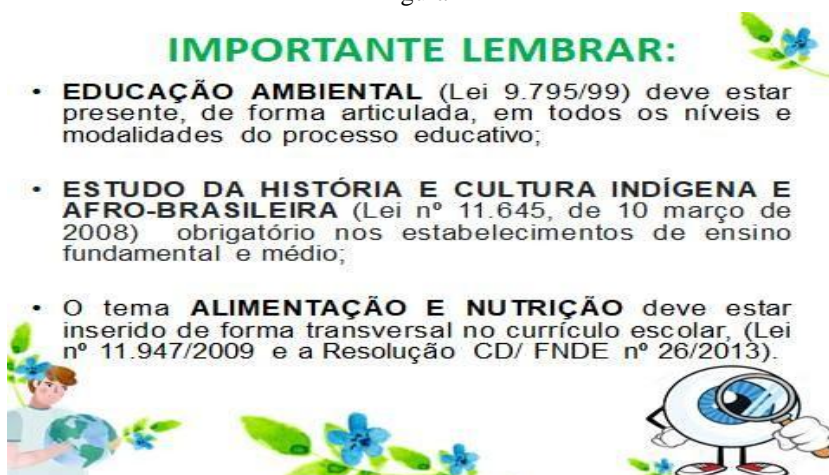 IMPORTANTE LEMBRAR:
• EDUCAÇÃO AMBIENTAL (Lei 9.795/99) deve estar
presente, de forma articulada, em todos os níveis e
modalidades do processo educativo;
• ESTUDO DA HISTÓRIA E CULTURA INDÍGENA E
AFRO-BRASILEIRA (Lei nº 11.645, de 10 março de
2008) obrigatório nos estabelecimentos de ensino
fundamental e médio;
• O tema ALIMENTAÇÃO E NUTRIÇÃO deve estar
inserido de forma transversal no currículo escolar, (Lei
nº 11.947/2009 e a Resolução CD/ FNDE nº 26/2013).